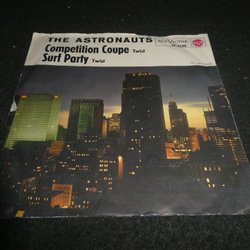 THE ASTRONAUTS
RCA VICTOR
Competition Coupe Twist
Surf Party Twist